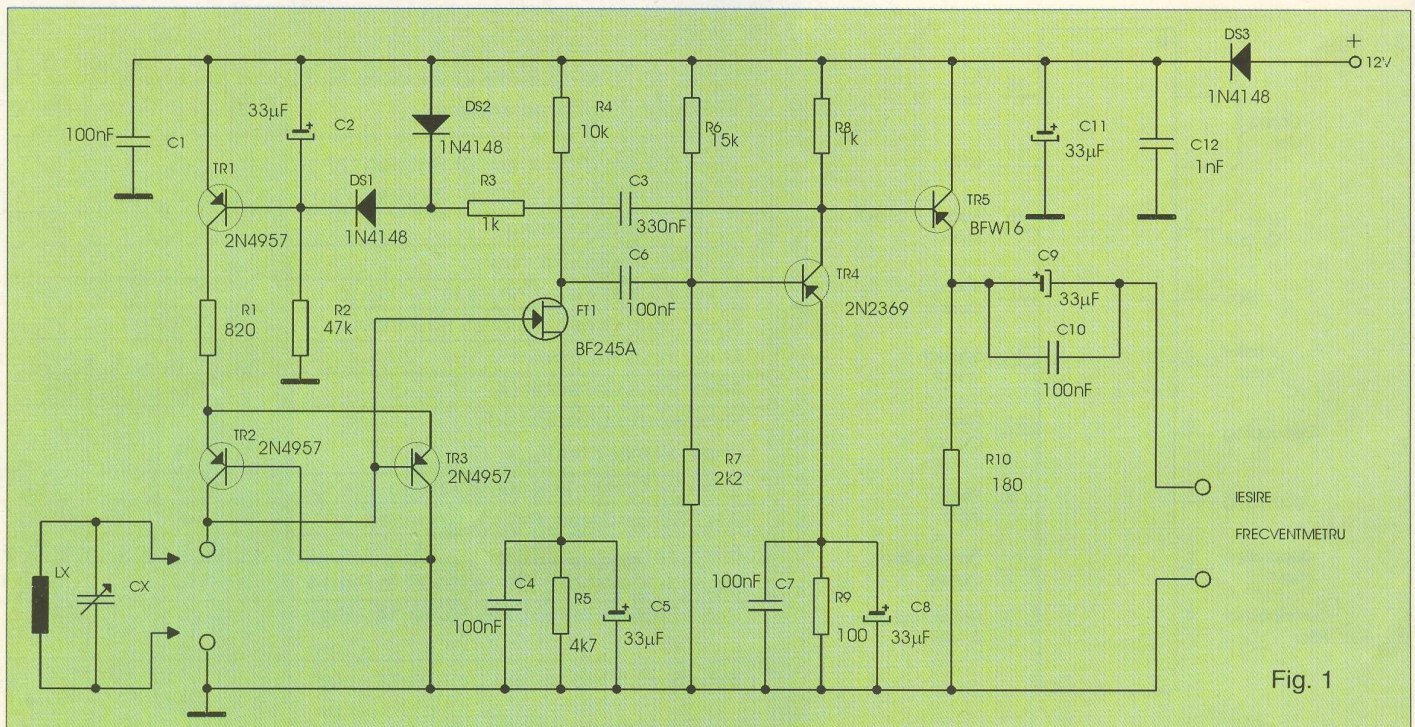 DS3
+
12V
1N4148
100nF
C1
33µF
C2
DS2
1N4148
R4
10k
R6
15k
R8
1k
C11
33µF
C12
1nF
TR1
2N4957
DS1
1N4148
R3
1k
C3
330nF
TR5
BFW16
C6
100nF
TR4
2N2369
C9
33µF
C10
100nF
R1
820
R2
47k
FT1
BF245A
TR2
2N4957
TR3
2N4957
R7
2k2
R10
180
IESIRE
FRECVENTMETRU
LX
CX
C4
100nF
R5
4k7
C5
33µF
C7
100nF
R9
100
C8
33µF
Fig. 1